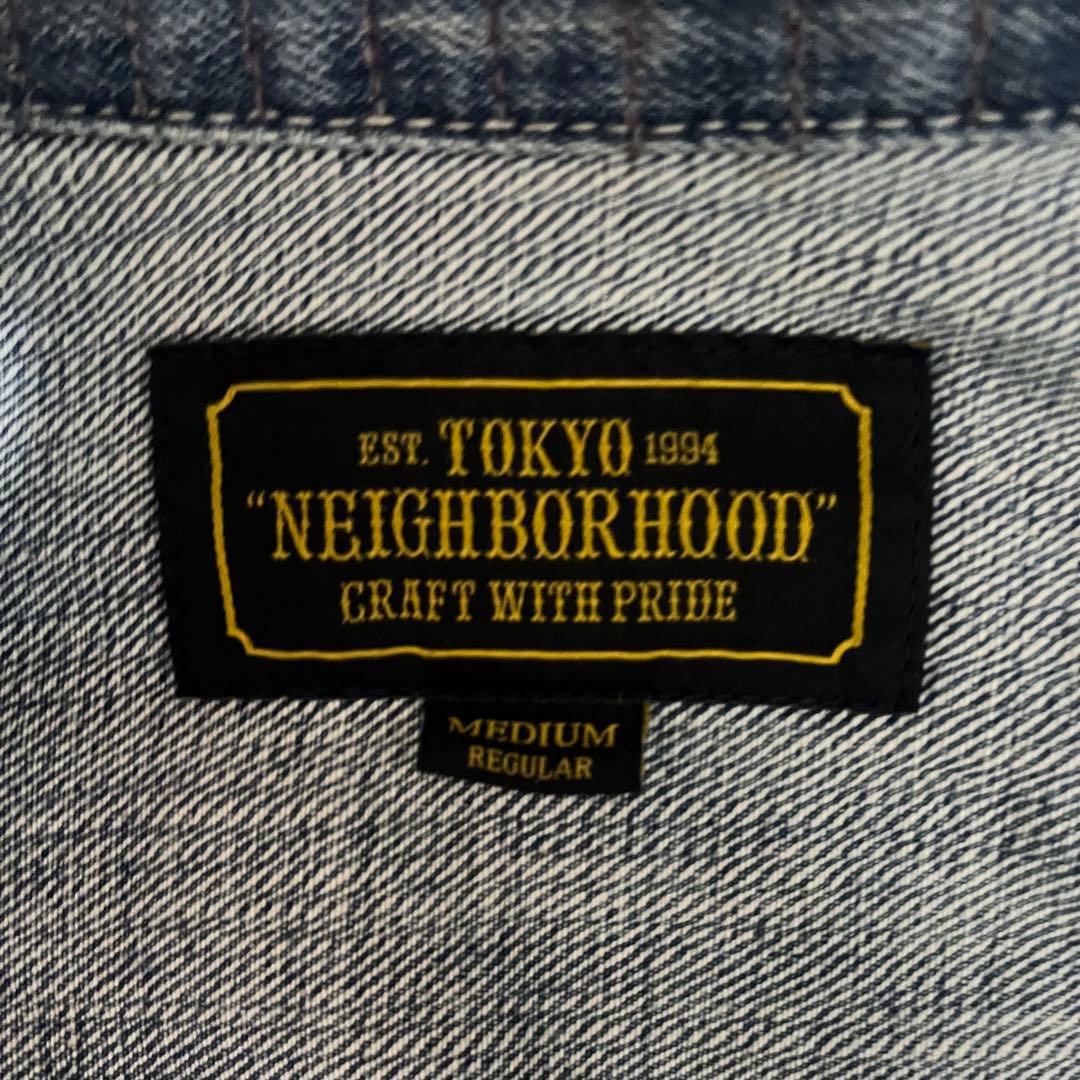 EST. TOKYO 1994
"NEIGHBORHOOD"
CRAFT WITH PRIDE
MEDIUM
REGULAR